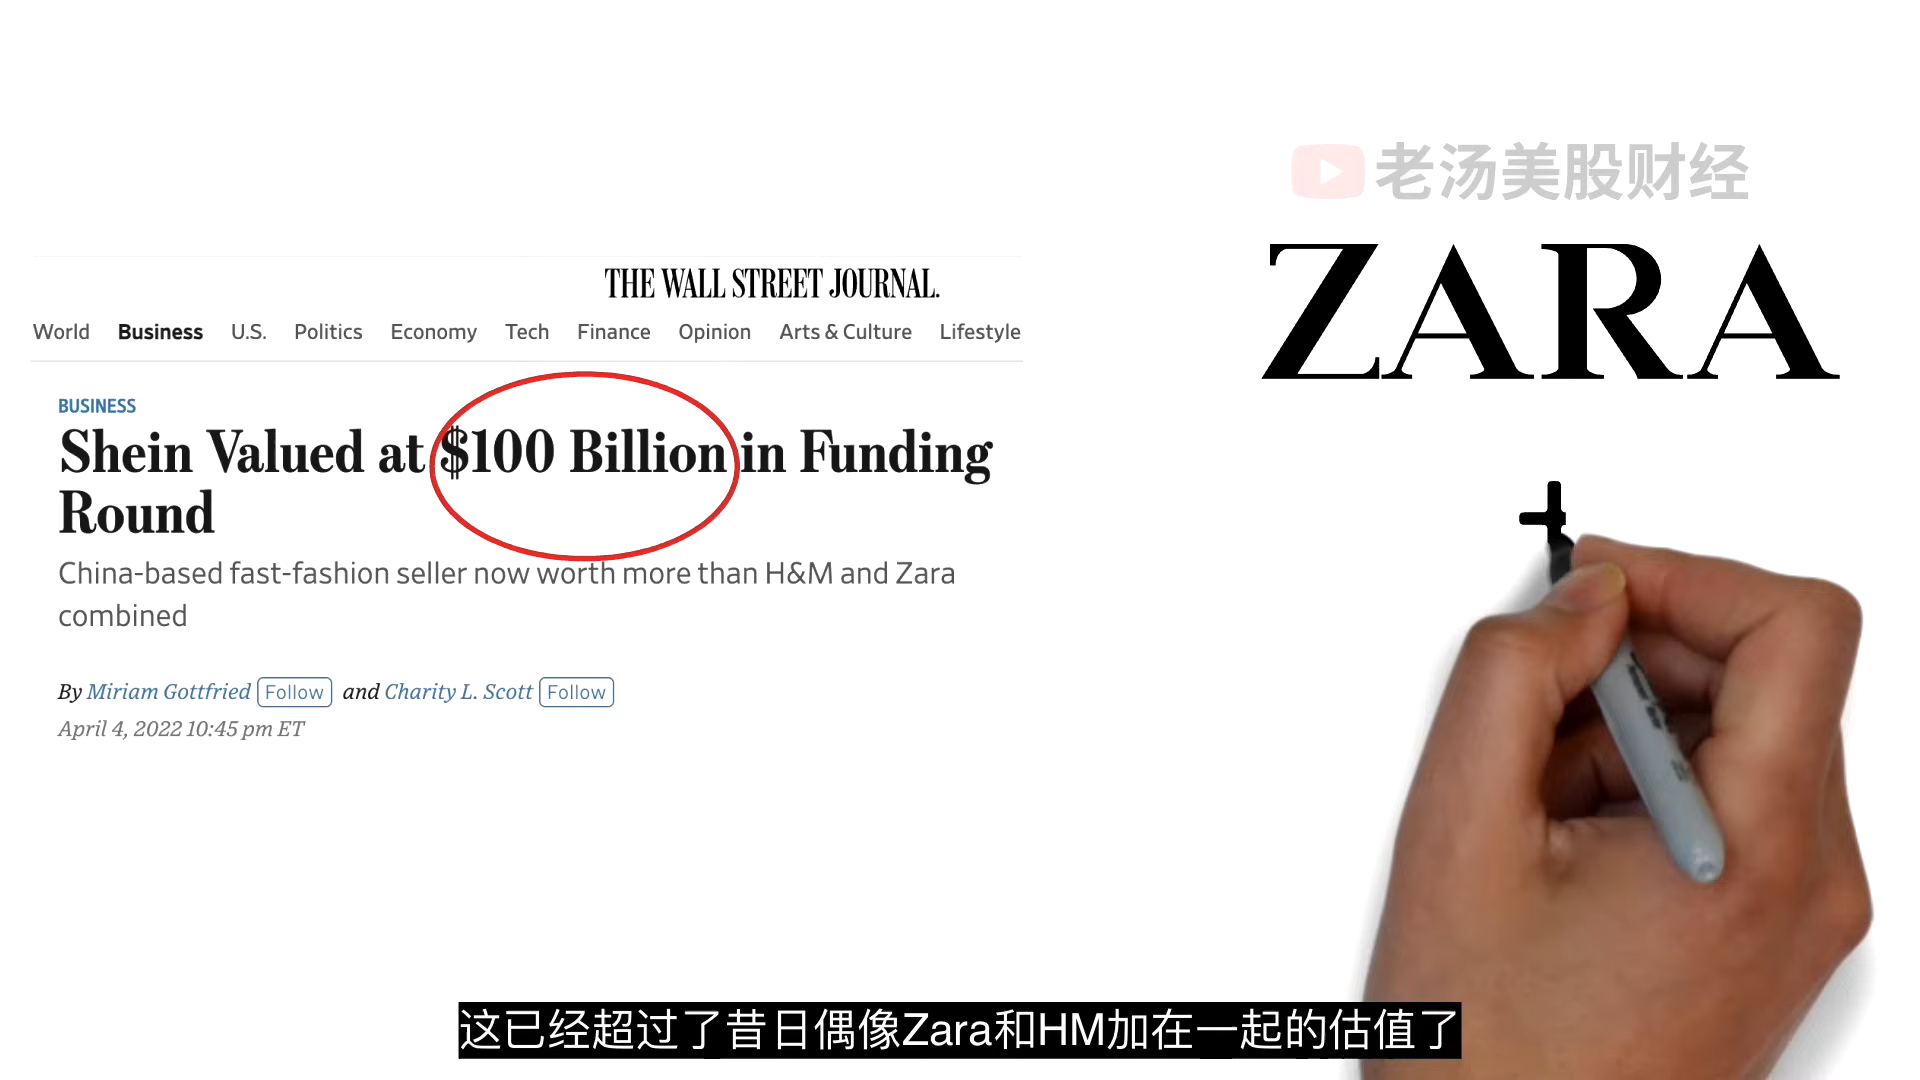 老汤美股财经
THE WALL STREET JOURNAL.
World Business U.S. Politics Economy Tech Finance Opinion Arts & Culture Lifestyle
BUSINESS
Shein Valued at $100 Billion in Funding
Round
China-based fast-fashion seller now worth more than H&M and Zara
combined
By Miriam Gottfried Follow and Charity L. Scott Follow
April 4, 2022 10:45 pm ET
ZARA
+
这已经超过了昔日偶像Zara和HM加在一起的估值了